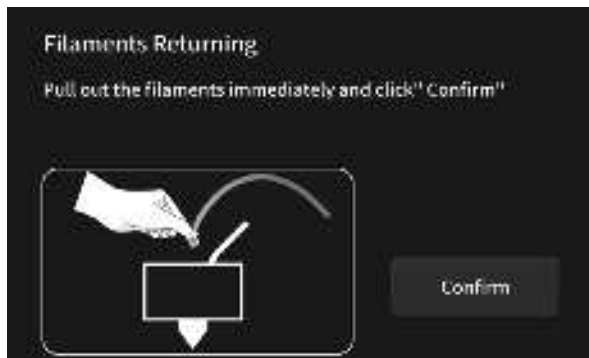 Filaments Returning
Pull out the filaments immediately and click" Confirm"
Confirm